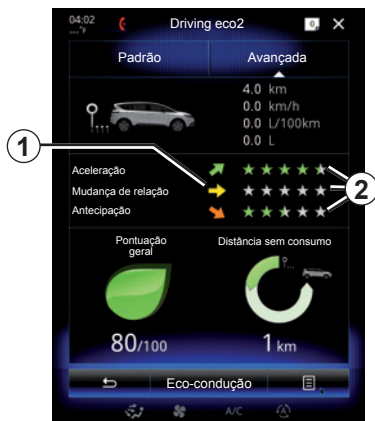 04:02 Driving eco2
Padrão Avançada
4.0 km
0.0 km/h
0.0 L/100km
0.0 L
1
Aceleração
Mudança de relação
Antecipação
2
Pontuação
geral
Distância sem consumo
80/100
1 km
Eco-condução
A/C